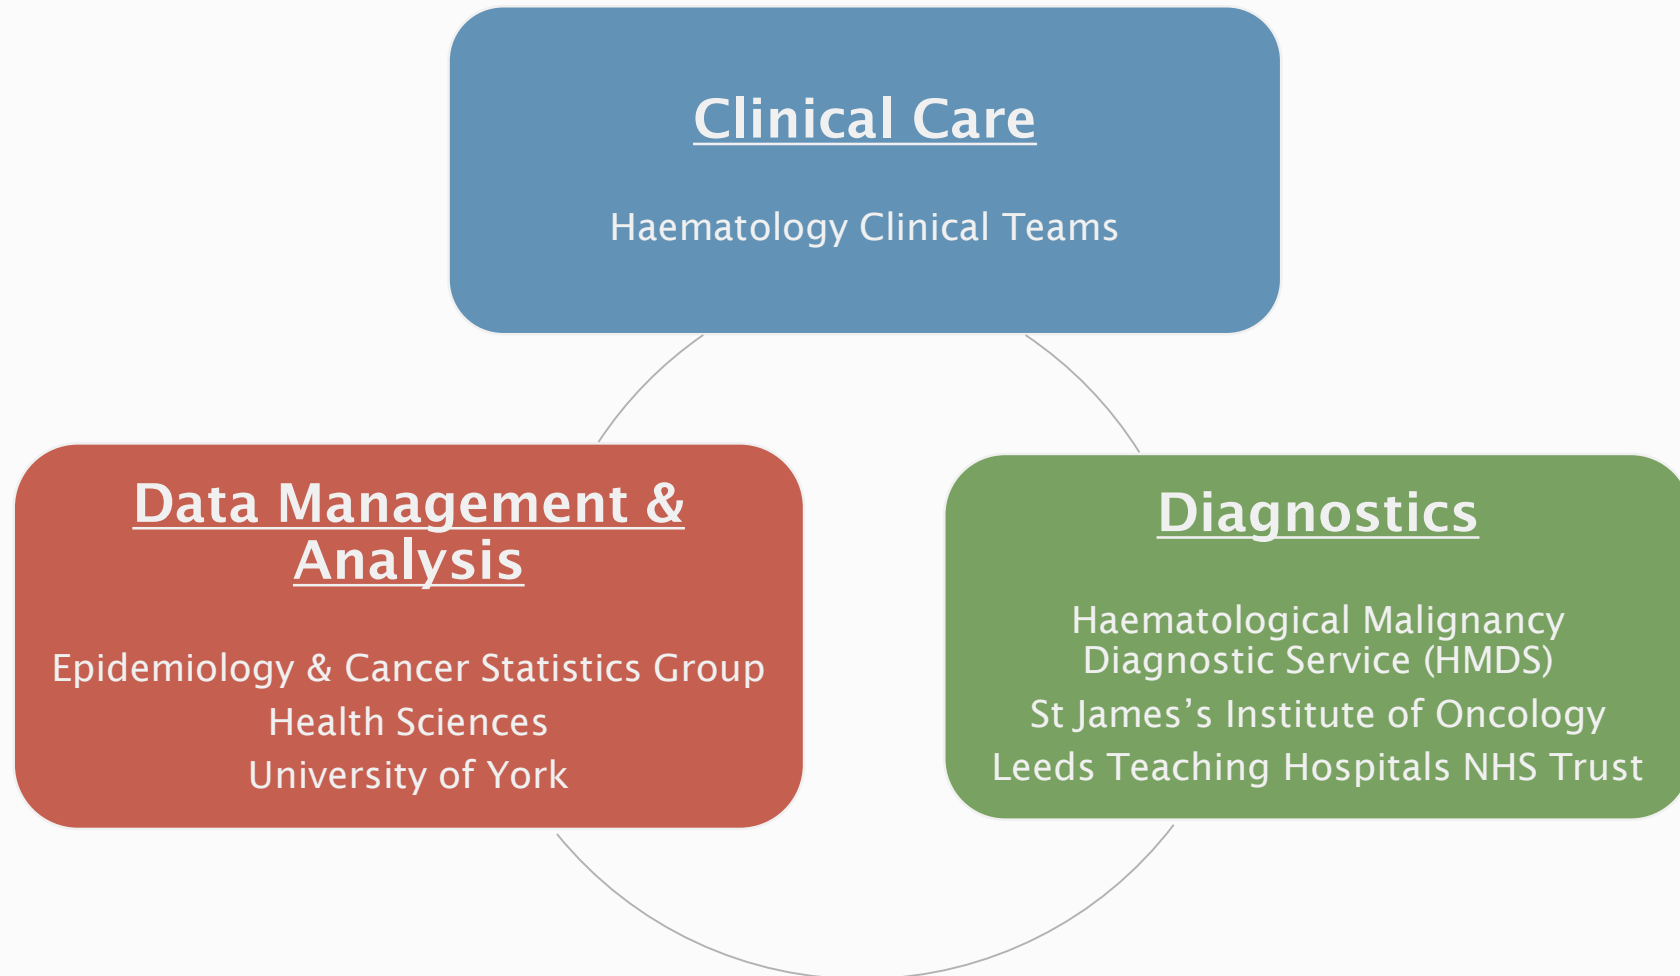 Clinical Care
Haematology Clinical Teams
Data Management &
Analysis
Epidemiology & Cancer Statistics Group
Health Sciences
University of York
Diagnostics
Haematological Malignancy
Diagnostic Service (HMDS)
St James’s Institute of Oncology
Leeds Teaching Hospitals NHS Trust